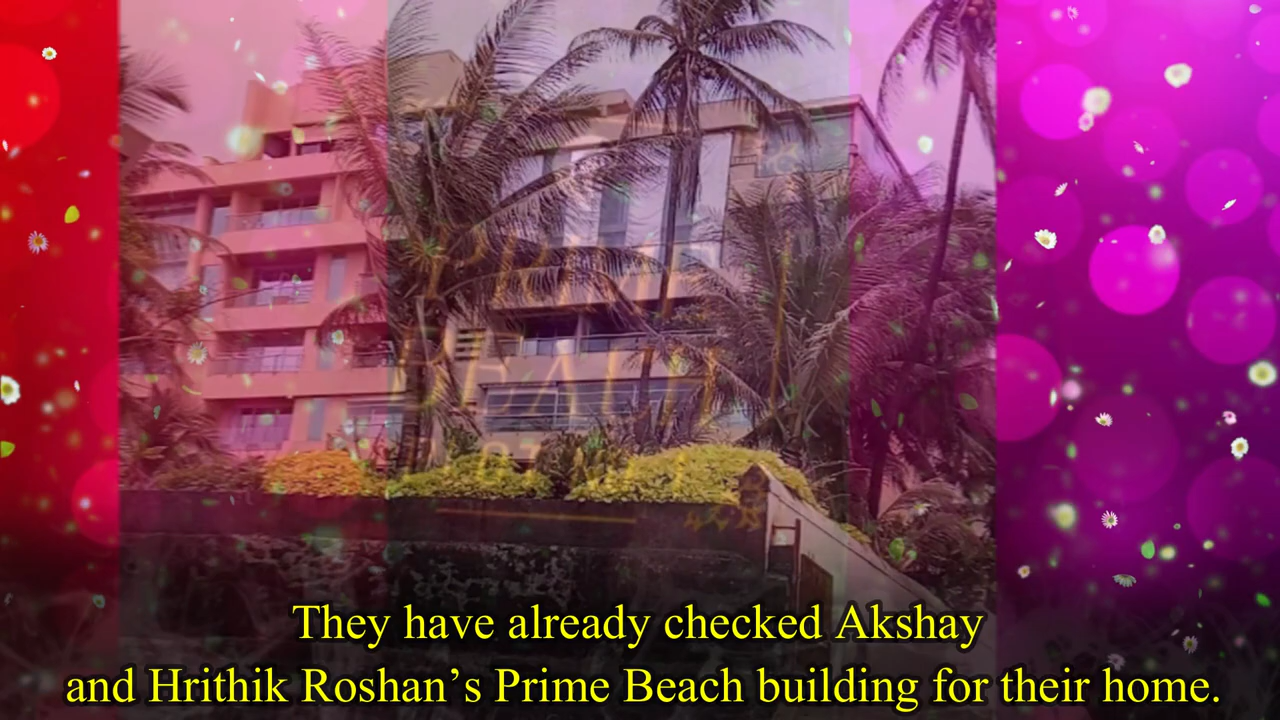 They have already checked Akshay
and Hrithik Roshan’s Prime Beach building for their home.